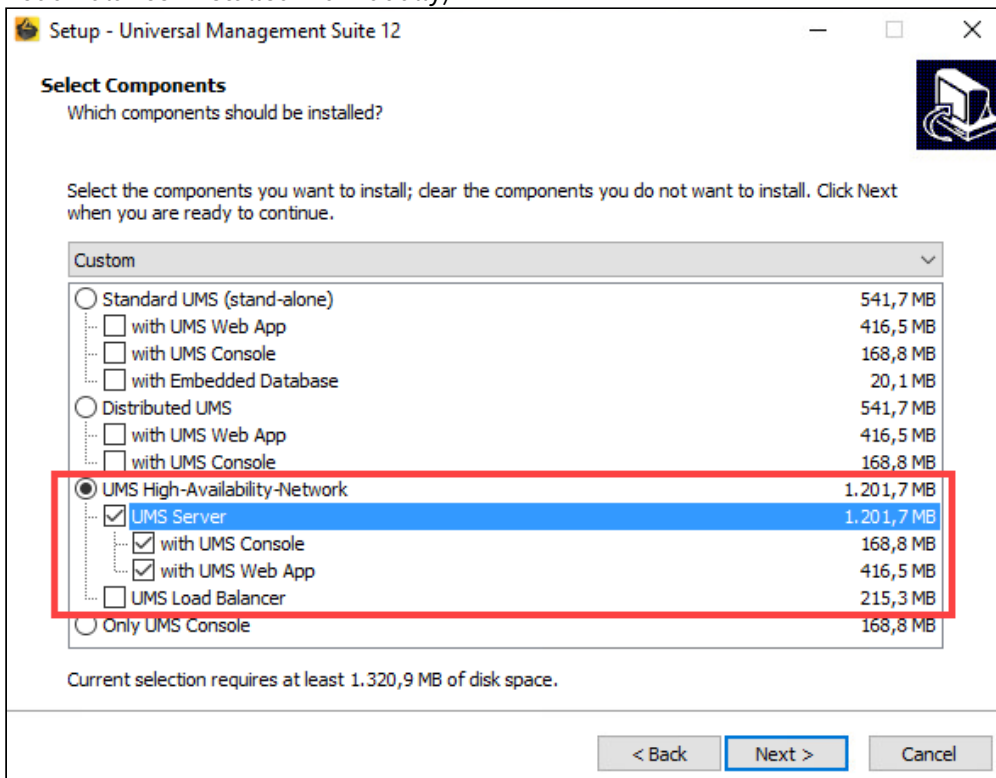 Setup - Universal Management Suite 12
Select Components
Which components should be installed?
Select the components you want to install; clear the components you do not want to install. Click Next
when you are ready to continue.
Custom
Standard UMS (stand-alone) 541,7 MB
with UMS Web App 416,5 MB
with UMS Console 168,8 MB
with Embedded Database 20,1 MB
Distributed UMS 541,7 MB
with UMS Web App 416,5 MB
with UMS Console 168,8 MB
UMS High-Availability-Network 1.201,7 MB
UMS Server 1.201,7 MB
with UMS Console 168,8 MB
with UMS Web App 416,5 MB
UMS Load Balancer 215,3 MB
Only UMS Console 168,8 MB
Current selection requires at least 1.320,9 MB of disk space.
< Back Next > Cancel